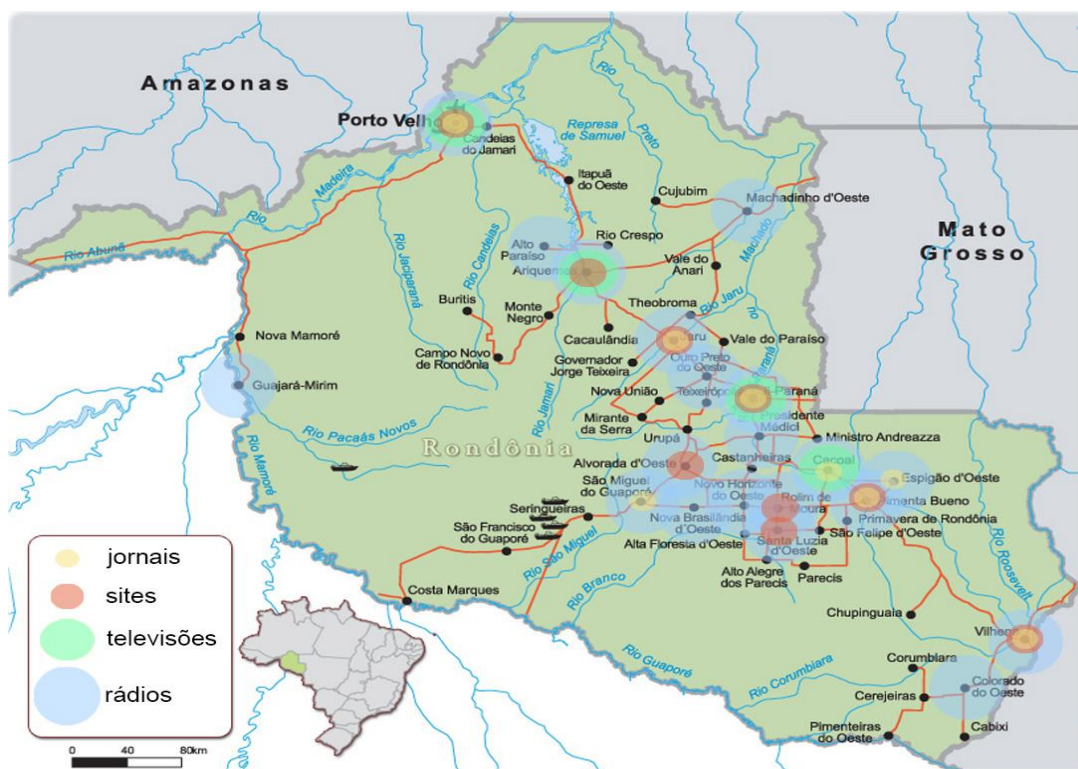 Amazonas
Porto Velho
Candeias
do Jamari
Represa
de Samuel
Rio
Preto
Itapuã
do Oeste
Cujubim
Machadinho d'Oeste
Mato
Grosso
Rio
Madeira
Rio Abunã
Rio Jaciparaná
Rio Candeias
Alto
Paraíso
Rio Crespo
Ariquemes
Vale do
Anari
Machado
Buritis
Monte
Negro
Theobroma
Rio Jaru
no
Paraná
Nova Mamoré
Cacaulândia
Jaru
Vale do Paraíso
Campo Novo
de Rondônia
Governador
Jorge Teixeira
Ouro Preto
do Oeste
Guajará-Mirim
Rio Jamari
Nova União
-Paraná
Mirante
da Serra
Presidente
Médici
Rio Pacaás Novos
Urupá
Ministro Andreazza
Rondônia
Rio Mamoré
Alvorada d'Oeste
Castanheiras
Cacoal
Espigão d'Oeste
São Miguel
do Guaporé
Novo Horizonte
do Oeste
Rolim de
Moura
Pimenta Bueno
Seringueiras
Nova Brasilândia
d'Oeste
Primavera de Rondônia
São Francisco
do Guaporé
Rio São Miguel
Alta Floresta d'Oeste
Santa Luzia
d'Oeste
São Felipe d'Oeste
Rio Roosevelt
Rio Branco
Alto Alegre
dos Parecis
Parecis
Costa Marques
Chupinguaia
Vilhena
Rio Guaporé
Rio Corumbiara
Corumbiara
Colorado
do Oeste
Cerejeiras
Pimenteiras
do Oeste
Cabixi
jornais
sites
televisões
rádios
0 40 80km